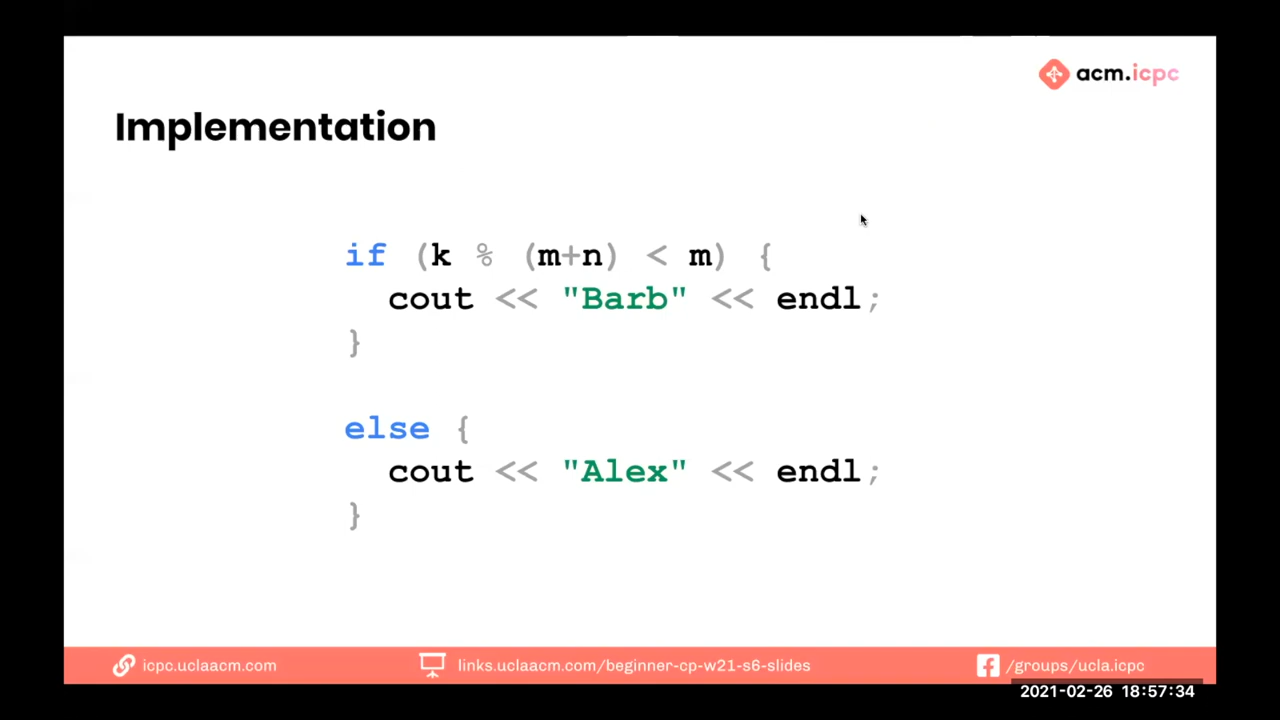 acm.icpc
Implementation
if (k % (m+n) < m) {
cout << "Barb" << endl;
}
else {
cout << "Alex" << endl;
}
icpc.uclaacm.com
links.uclaacm.com/beginner-cp-w21-s6-slides
/groups/ucla.icpc
2021-02-26 18:57:34